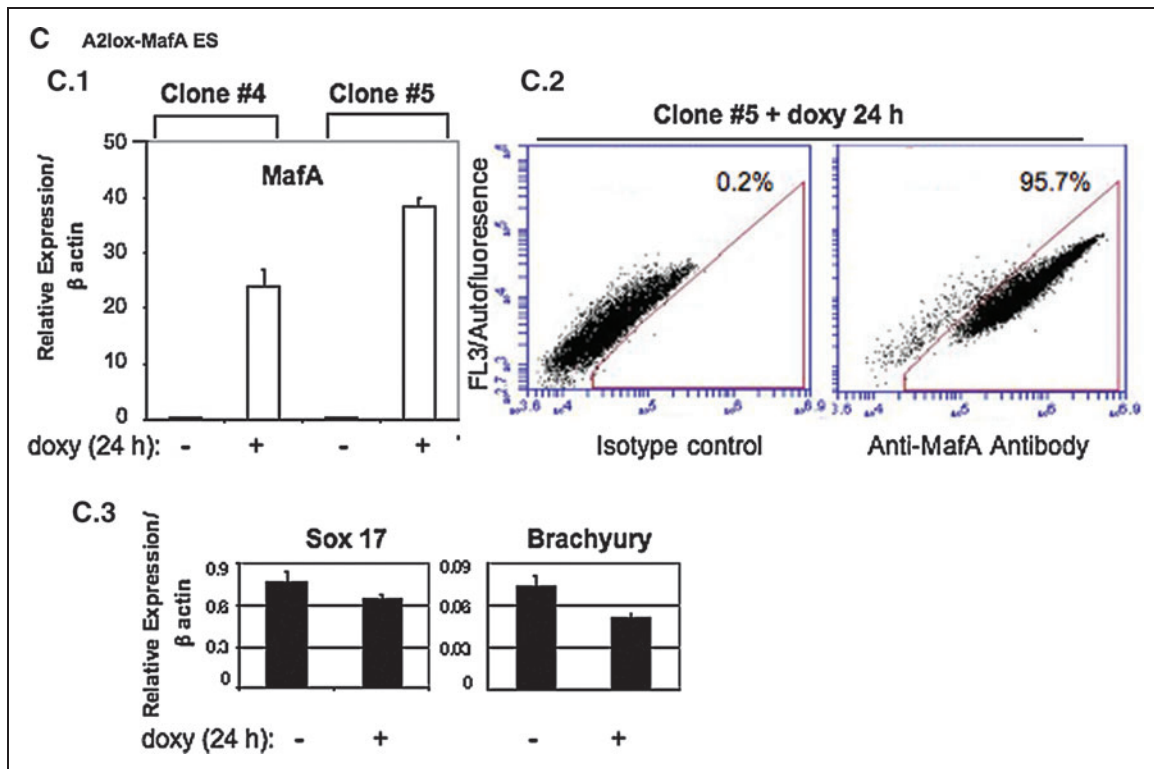 C A2lox-MafA ES
C.1
Clone #4 Clone #5
MafA
Relative Expression/
β actin
50
40
30
20
10
0
doxy (24 h): - + - +
C.2
Clone #5 + doxy 24 h
FL3/Autofluoresence
0.2%
95.7%
Isotype control
Anti-MafA Antibody
C.3
Sox 17
Brachyury
Relative Expression/
β actin
0.9
0.6
0.3
0
0.09
0.06
0.03
0
doxy (24 h): - + - +